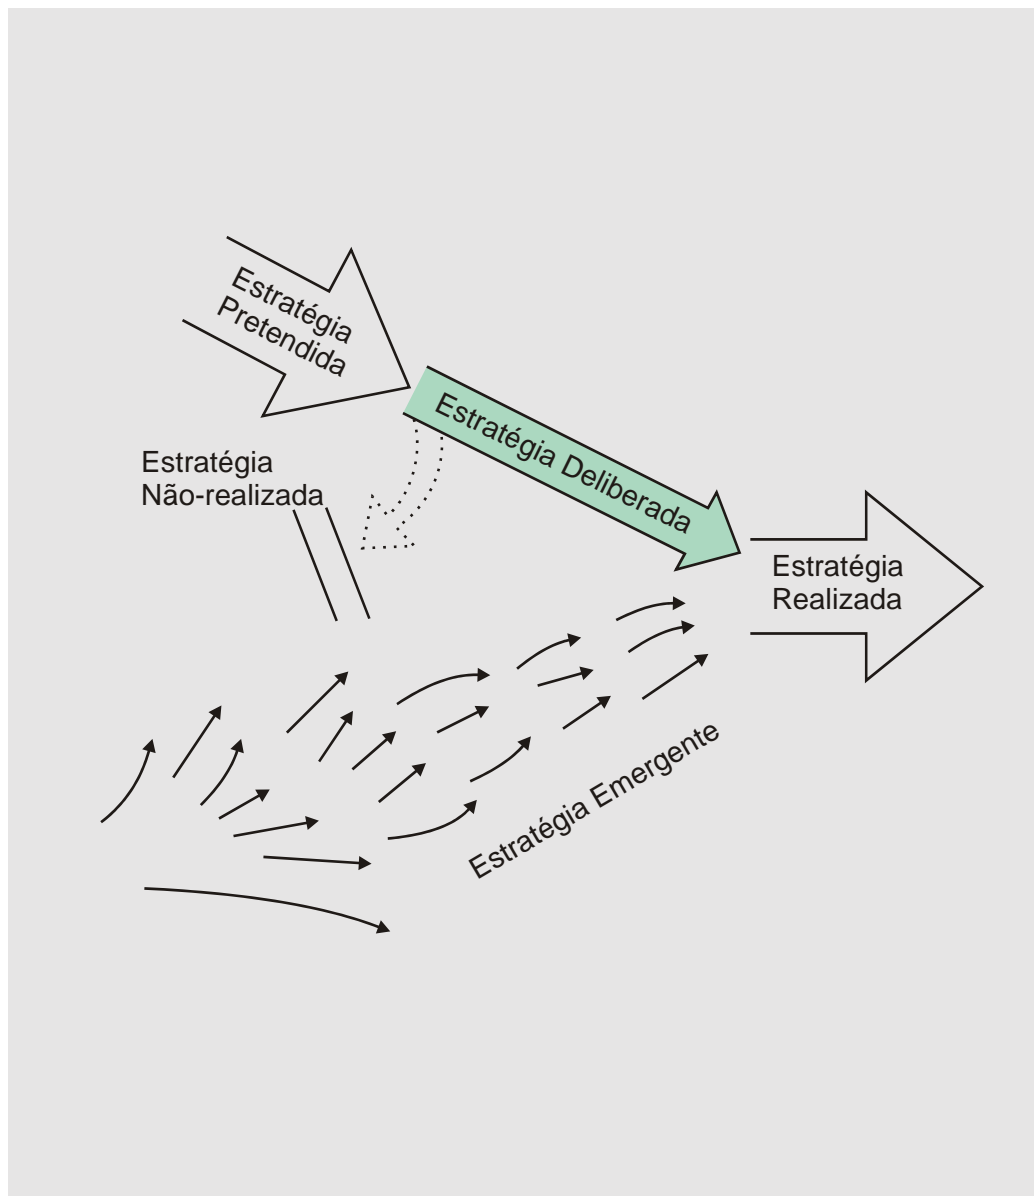 Estratégia
Pretendida
Estratégia Deliberada
Estratégia
Não-realizada
Estratégia
Realizada
Estratégia Emergente